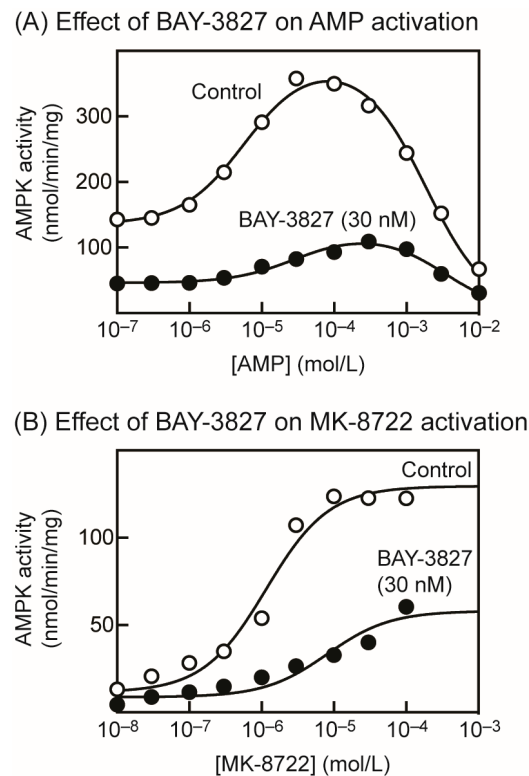 (A) Effect of BAY-3827 on AMP activation
AMPK activity
(nmol/min/mg)
300
200
100
Control
BAY-3827 (30 nM)
10⁻⁷ 10⁻⁶ 10⁻⁵ 10⁻⁴ 10⁻³ 10⁻²
[AMP] (mol/L)
(B) Effect of BAY-3827 on MK-8722 activation
AMPK activity
(nmol/min/mg)
100
50
Control
BAY-3827
(30 nM)
10⁻⁸ 10⁻⁷ 10⁻⁶ 10⁻⁵ 10⁻⁴ 10⁻³
[MK-8722] (mol/L)